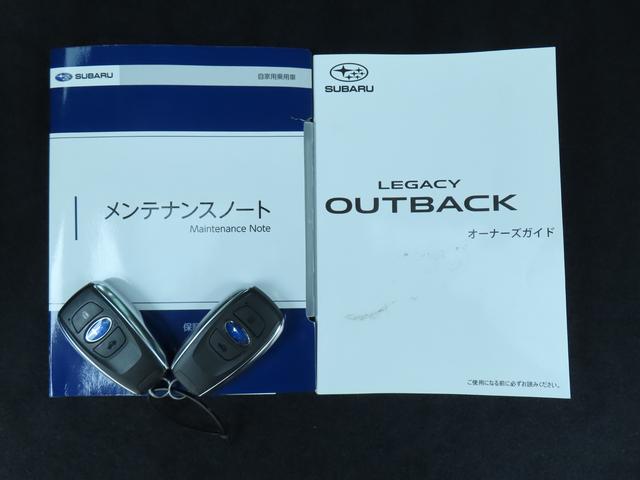 SUBARU
自家用乗用車
メンテナンスノート
Maintenance Note
保証
SUBARU
LEGACY
OUTBACK
オーナーズガイド
ご使用になる前に必ずお読みください。